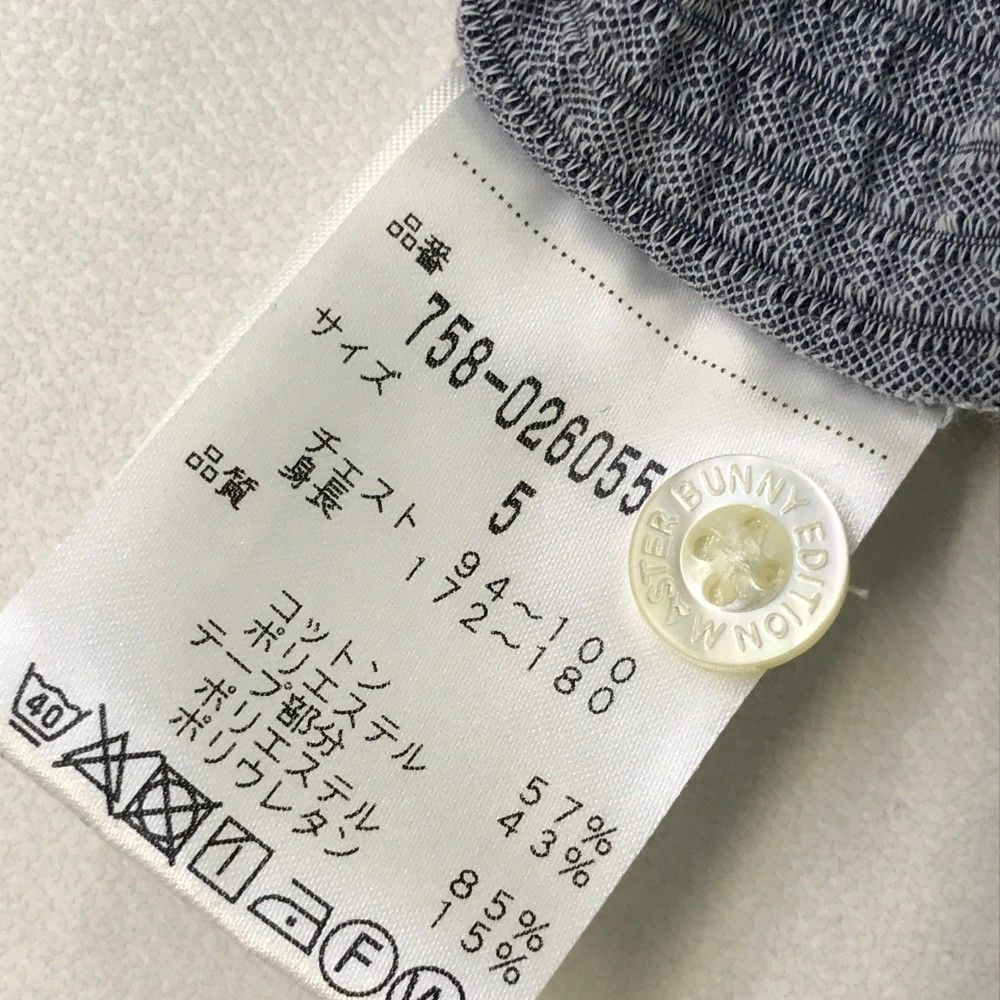 品番
758-026055
サイズ 5
チェスト 94～100
身長 172～180
品質
コットン 57%
ポリエステル 43%
テープ部分
ポリエステル 85%
ポリウレタン 15%
40
F
W
MASTER BUNNY EDITION